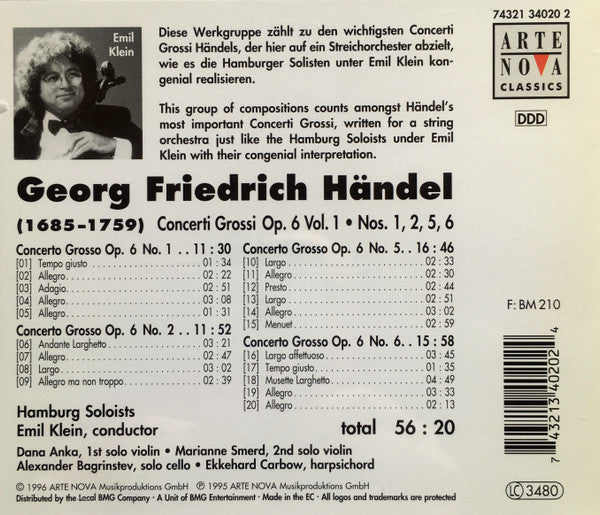 74321 34020 2
Emil
Klein
Diese Werkgruppe zählt zu den wichtigsten Concerti
Grossi Händels, der hier auf ein Streichorchester abzielt,
wie es die Hamburger Solisten unter Emil Klein kon-
genial realisieren.
This group of compositions counts amongst Händel's
most important Concerti Grossi, written for a string
orchestra just like the Hamburg Soloists under Emil
Klein with their congenial interpretation.
ARTE
NOVA
CLASSICS
DDD
Georg Friedrich Händel
(1685-1759) Concerti Grossi Op. 6 Vol. 1 • Nos. 1, 2, 5, 6
Concerto Grosso Op. 6 No. 1 . . 11 : 30
[01] Tempo giusto . . . 01 : 34
[02] Allegro . . . 02 : 22
[03] Adagio . . . 02 : 51
[04] Allegro . . . 03 : 08
[05] Allegro . . . 01 : 31
Concerto Grosso Op. 6 No. 2 . . 11 : 52
[06] Andante Larghetto . . . 03 : 21
[07] Allegro . . . 02 : 47
[08] Largo . . . 03 : 02
[09] Allegro ma non troppo . . . 02 : 39
Concerto Grosso Op. 6 No. 5 . . 16 : 46
[10] Largo . . . 02 : 33
[11] Allegro . . . 02 : 30
[12] Presto . . . 02 : 44
[13] Largo . . . 02 : 51
[14] Allegro . . . 03 : 02
[15] Menuet . . . 02 : 59
Concerto Grosso Op. 6 No. 6 . . 15 : 58
[16] Largo affettuoso . . . 03 : 45
[17] Tempo giusto . . . 01 : 35
[18] Musette Larghetto . . . 04 : 49
[19] Allegro . . . 03 : 33
[20] Allegro . . . 02 : 13
F: BM 210
Hamburg Soloists
Emil Klein, conductor
total 56 : 20
Dana Anka, 1st solo violin • Marianne Smerd, 2nd solo violin
Alexander Bagrinstev, solo cello • Ekkehard Carbow, harpsichord
© 1996 ARTE NOVA Musikproduktions GmbH ℗ 1995 ARTE NOVA Musikproduktions GmbH
Distributed by the Local BMG Company • A Unit of BMG Entertainment • Made in the EC • All logos and trademarks are protected
7 43213 40202 4
LC 3480